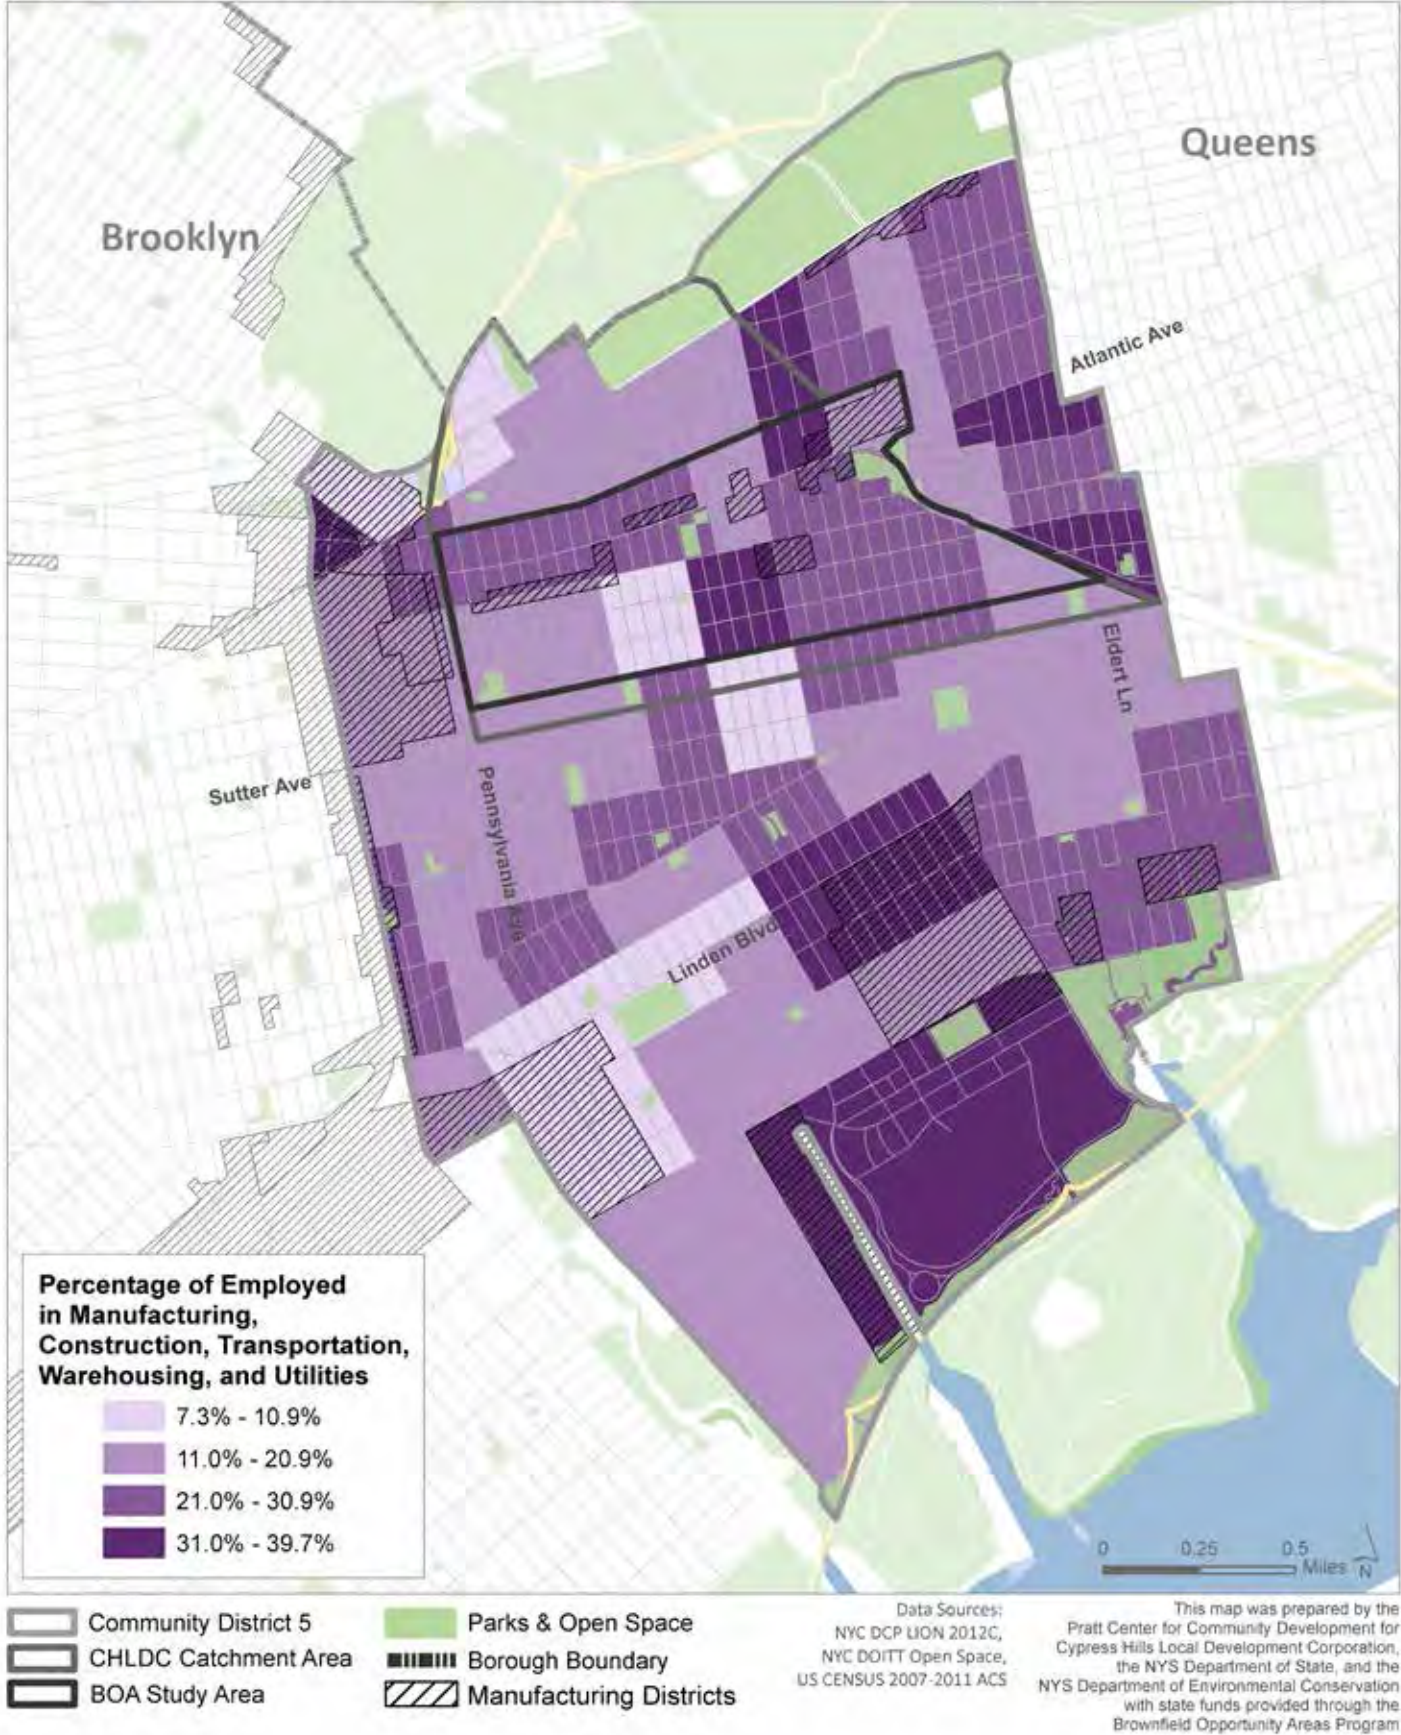 Queens
Brooklyn
Atlantic Ave
Eldert Ln
Sutter Ave
Pennsylvania Ave
Linden Blvd
Percentage of Employed
in Manufacturing,
Construction, Transportation,
Warehousing, and Utilities
7.3% - 10.9%
11.0% - 20.9%
21.0% - 30.9%
31.0% - 39.7%
0 0.25 0.5
Miles N
Community District 5
CHLDC Catchment Area
BOA Study Area
Parks & Open Space
Borough Boundary
Manufacturing Districts
Data Sources:
NYC DCP LION 2012C,
NYC DOITT Open Space,
US CENSUS 2007-2011 ACS
This map was prepared by the
Pratt Center for Community Development for
Cypress Hills Local Development Corporation,
the NYS Department of State, and the
NYS Department of Environmental Conservation
with state funds provided through the
Brownfield Opportunity Areas Program